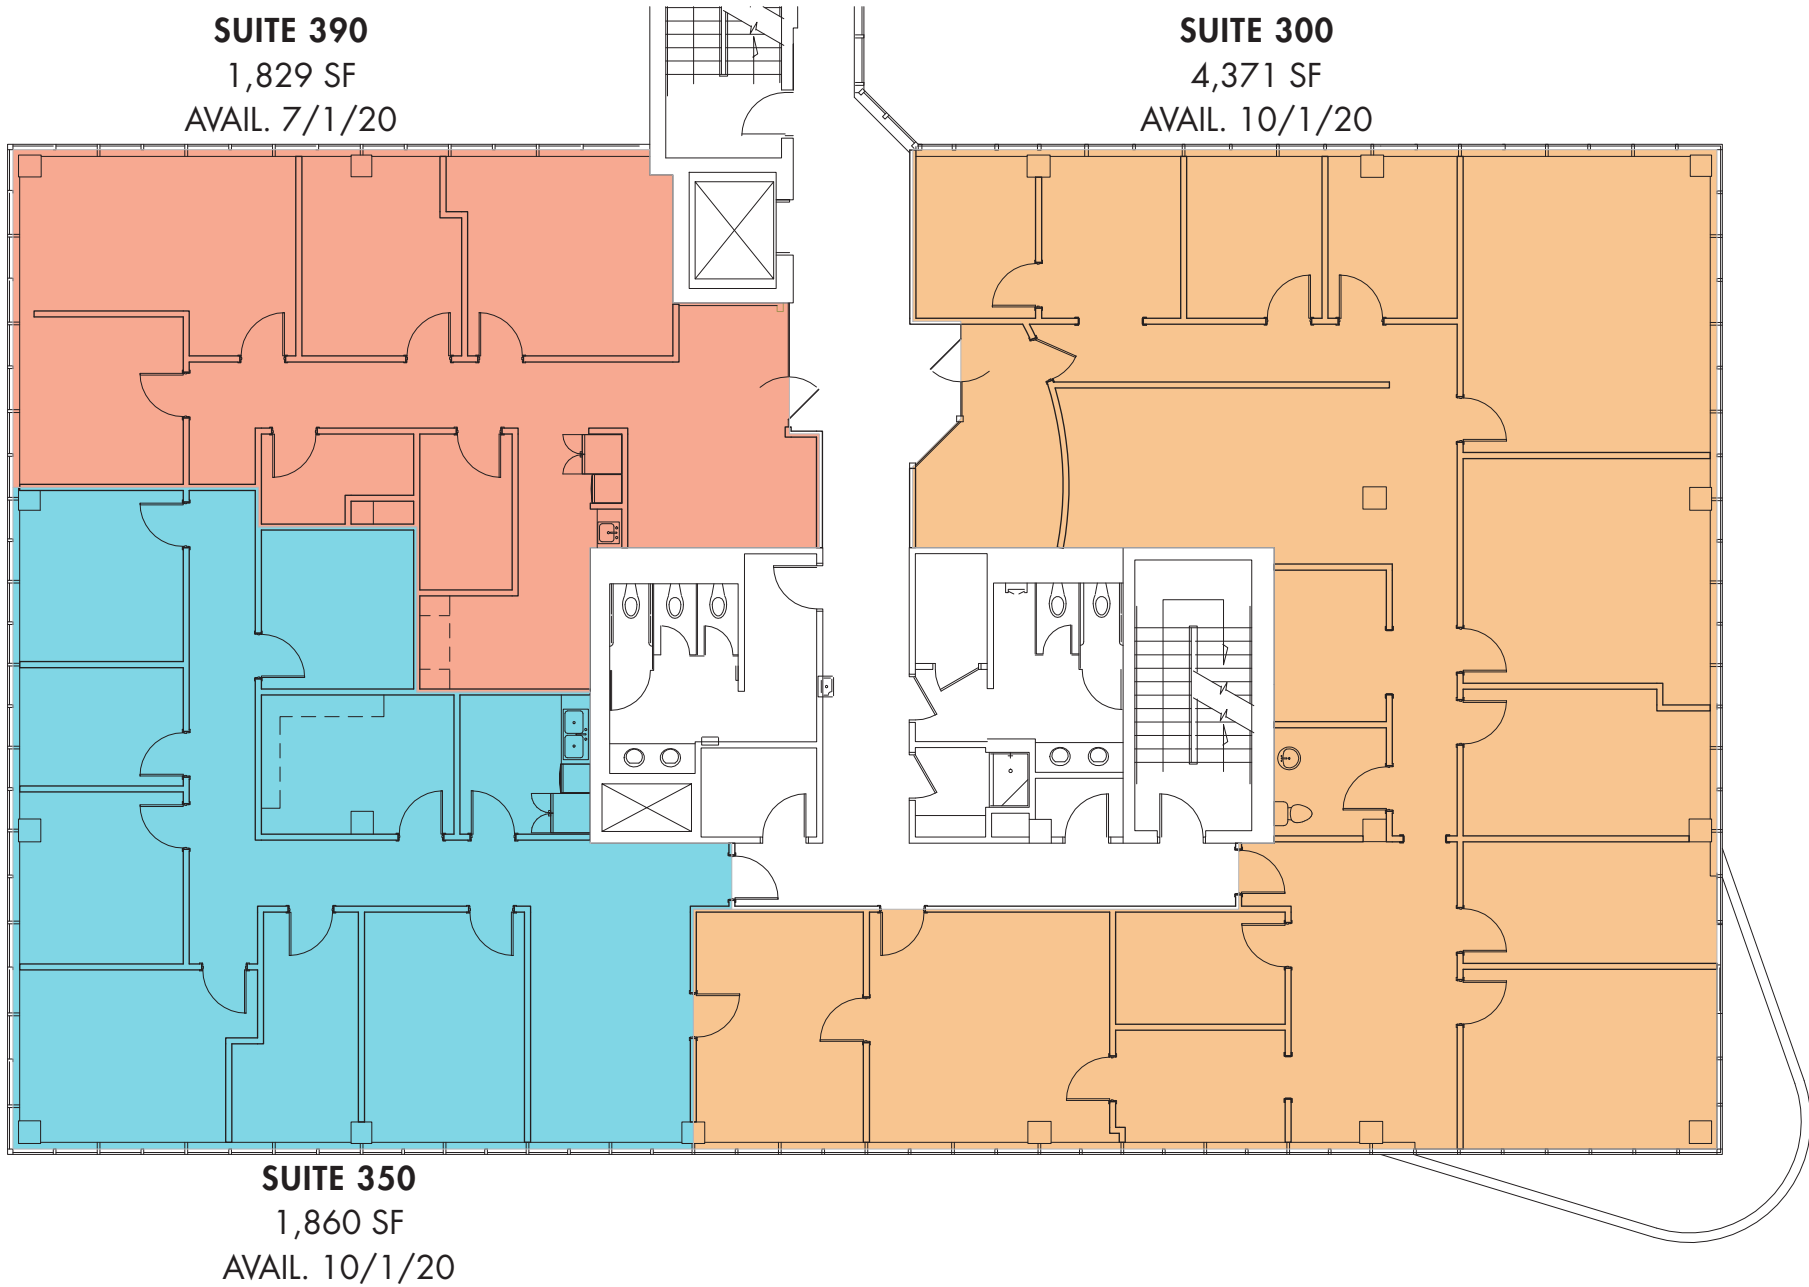 SUITE 390
1,829 SF
AVAIL. 7/1/20
SUITE 300
4,371 SF
AVAIL. 10/1/20
SUITE 350
1,860 SF
AVAIL. 10/1/20